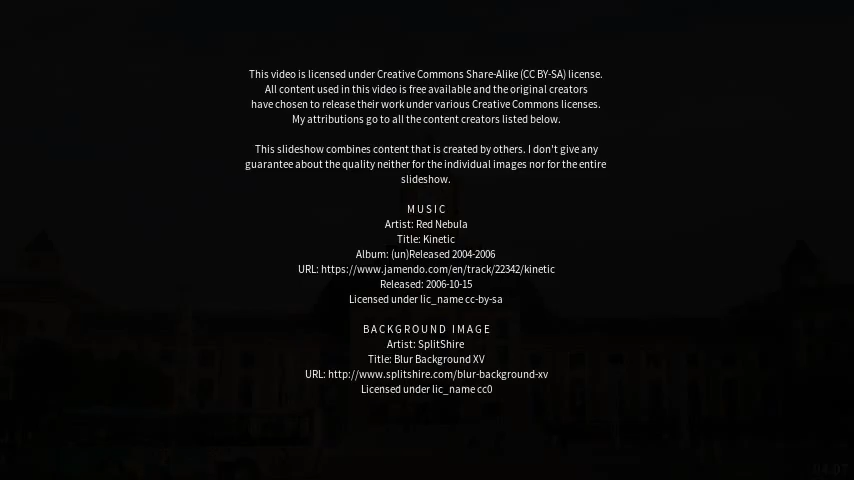 This video is licensed under Creative Commons Share-Alike (CC BY-SA) license.
All content used in this video is free available and the original creators
have chosen to release their work under various Creative Commons licenses.
My attributions go to all the content creators listed below.
This slideshow combines content that is created by others. I don't give any
guarantee about the quality neither for the individual images nor for the entire
slideshow.
MUSIC
Artist: Red Nebula
Title: Kinetic
Album: (un)Released 2004-2006
URL: https://www.jamendo.com/en/track/22342/kinetic
Released: 2006-10-15
Licensed under lic_name cc-by-sa
BACKGROUND IMAGE
Artist: SplitShire
Title: Blur Background XV
URL: http://www.splitshire.com/blur-background-xv
Licensed under lic_name cc0
04:07